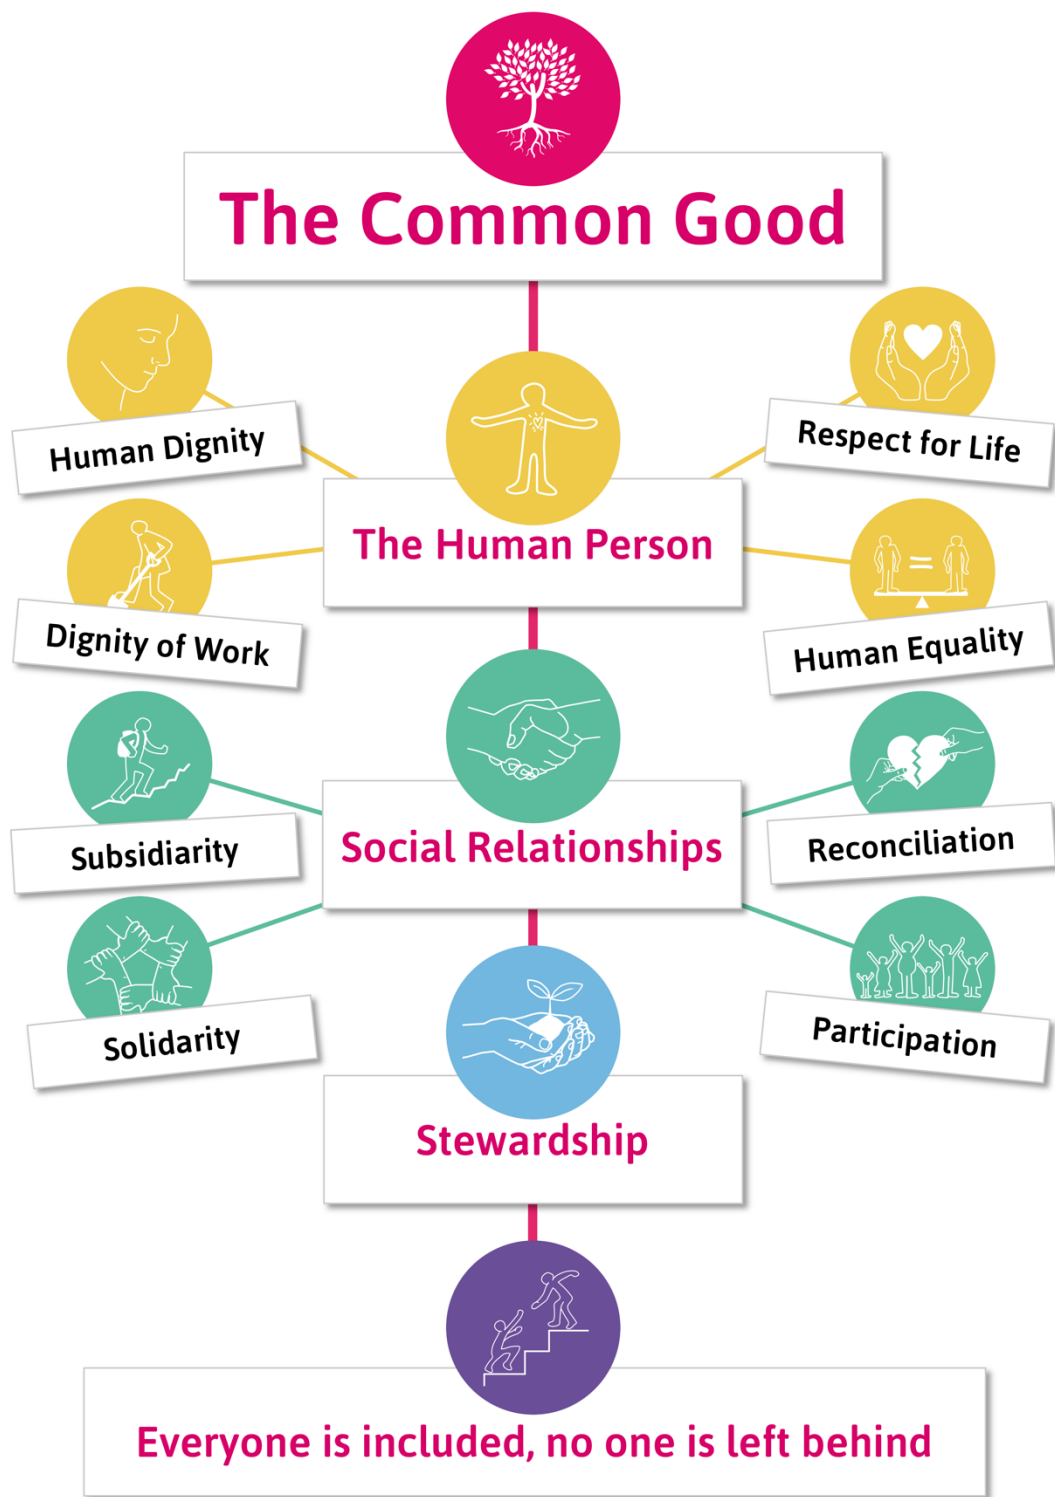 The Common Good
Human Dignity
Respect for Life
The Human Person
Dignity of Work
Human Equality
Subsidiarity
Social Relationships
Reconciliation
Solidarity
Participation
Stewardship
Everyone is included, no one is left behind